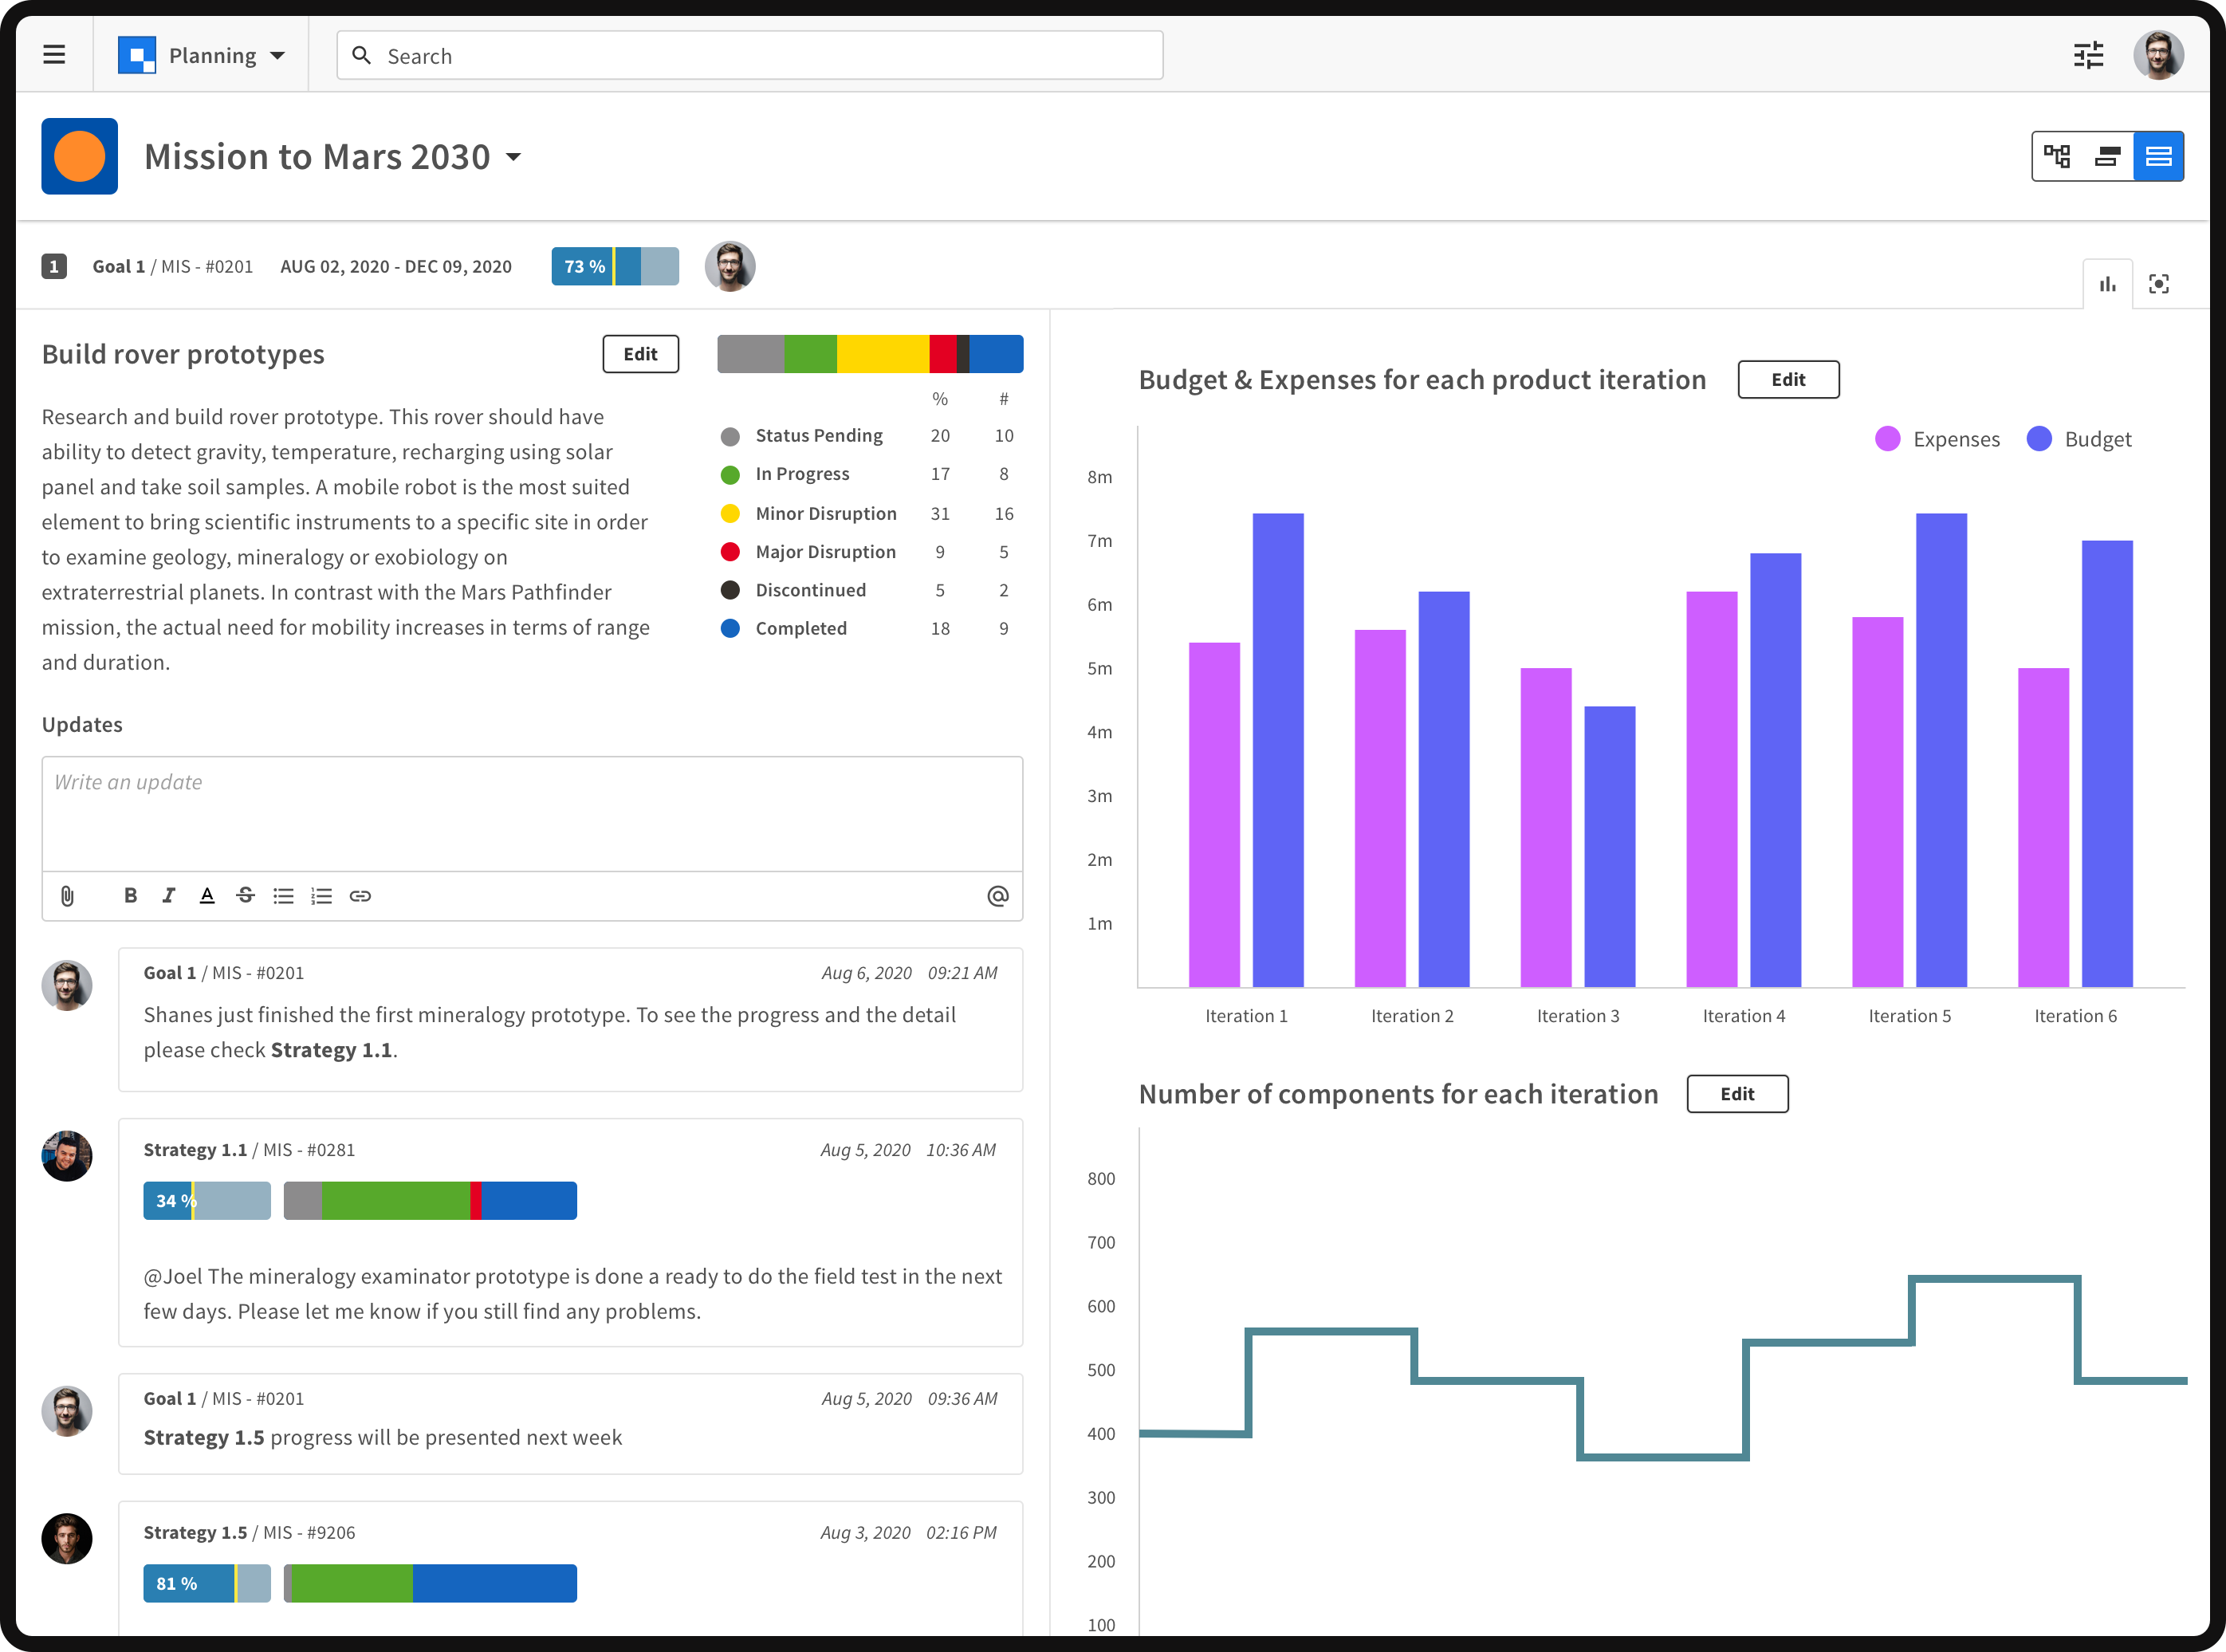 Planning
Search
Mission to Mars 2030
1 Goal 1 / MIS - #0201 AUG 02, 2020 - DEC 09, 2020 73 %
Build rover prototypes
Edit
Research and build rover prototype. This rover should have
ability to detect gravity, temperature, recharging using solar
panel and take soil samples. A mobile robot is the most suited
element to bring scientific instruments to a specific site in order
to examine geology, mineralogy or exobiology on
extraterrestrial planets. In contrast with the Mars Pathfinder
mission, the actual need for mobility increases in terms of range
and duration.
% #
Status Pending 20 10
In Progress 17 8
Minor Disruption 31 16
Major Disruption 9 5
Discontinued 5 2
Completed 18 9
Updates
Write an update
B I A S
@
Goal 1 / MIS - #0201 Aug 6, 2020 09:21 AM
Shanes just finished the first mineralogy prototype. To see the progress and the detail
please check Strategy 1.1.
Strategy 1.1 / MIS - #0281 Aug 5, 2020 10:36 AM
34 %
@Joel The mineralogy examinator prototype is done a ready to do the field test in the next
few days. Please let me know if you still find any problems.
Goal 1 / MIS - #0201 Aug 5, 2020 09:36 AM
Strategy 1.5 progress will be presented next week
Strategy 1.5 / MIS - #9206 Aug 3, 2020 02:16 PM
81 %
Budget & Expenses for each product iteration
Edit
Expenses Budget
8m
7m
6m
5m
4m
3m
2m
1m
Iteration 1 Iteration 2 Iteration 3 Iteration 4 Iteration 5 Iteration 6
Number of components for each iteration
Edit
800
700
600
500
400
300
200
100